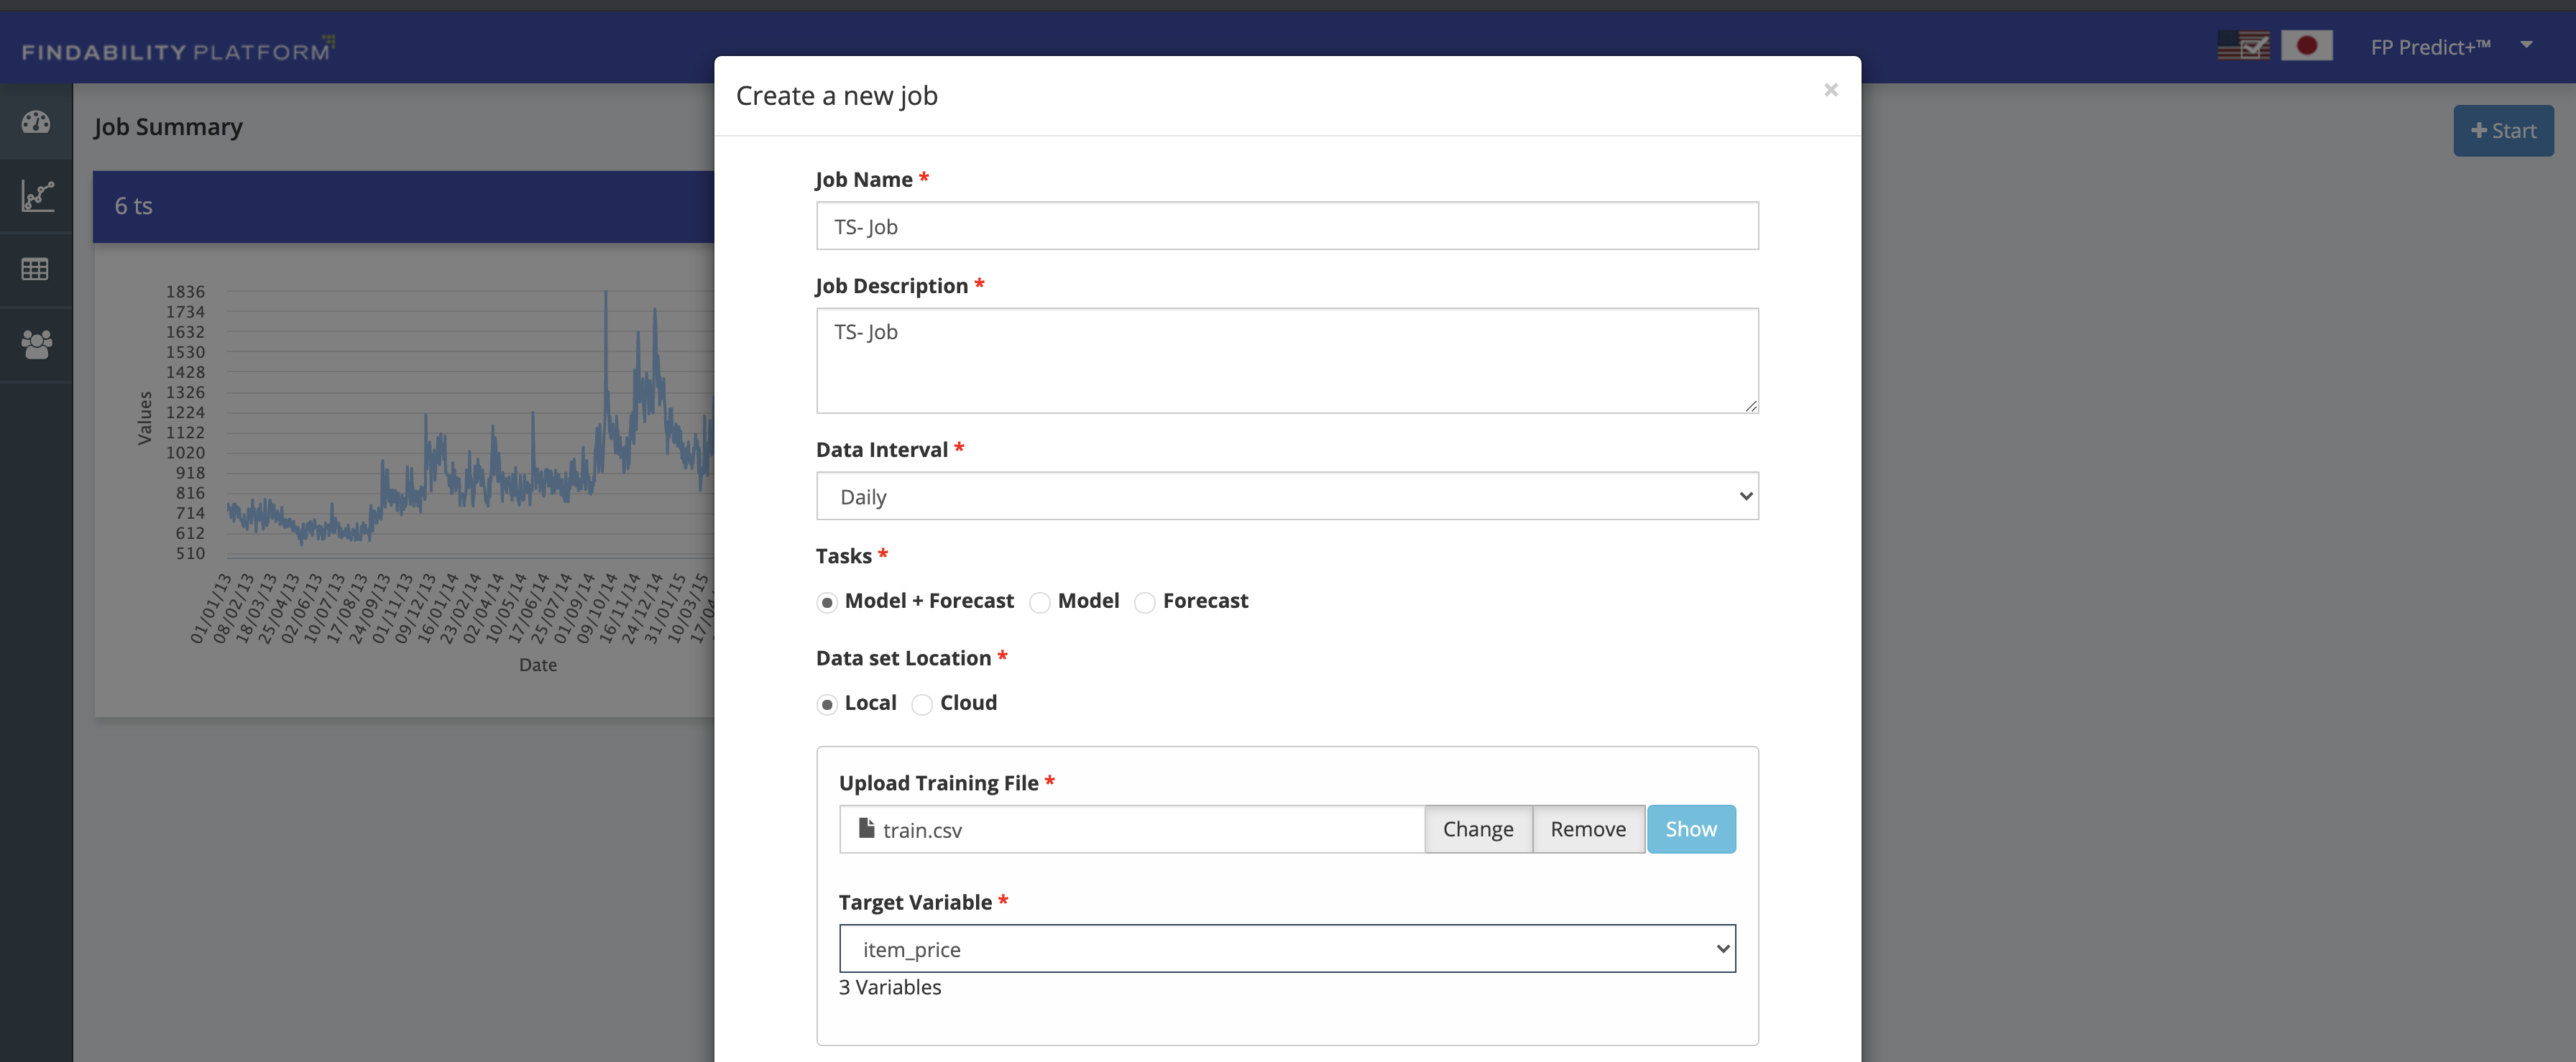 FINDABILITY PLATFORM
FP Predict+™
Create a new job
×
Job Summary
+ Start
6 ts
Job Name *
TS- Job
Job Description *
TS- Job
Data Interval *
Daily
Tasks *
Model + Forecast Model Forecast
Data set Location *
Local Cloud
Upload Training File *
train.csv Change Remove Show
Target Variable *
item_price
3 Variables
Values
1836
1734
1632
1530
1428
1326
1224
1122
1020
918
816
714
612
510
01/01/13
08/02/13
18/03/13
25/04/13
02/06/13
10/07/13
17/08/13
24/09/13
01/11/13
09/12/13
16/01/14
23/02/14
02/04/14
10/05/14
17/06/14
25/07/14
01/09/14
09/10/14
16/11/14
24/12/14
31/01/15
10/03/15
17/04
Date